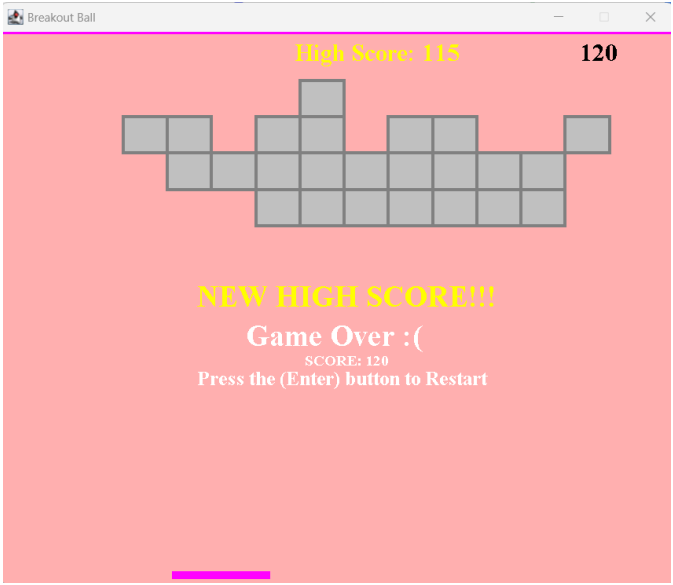 Breakout Ball
High Score: 115 120
NEW HIGH SCORE!!!
Game Over :(
SCORE: 120
Press the (Enter) button to Restart